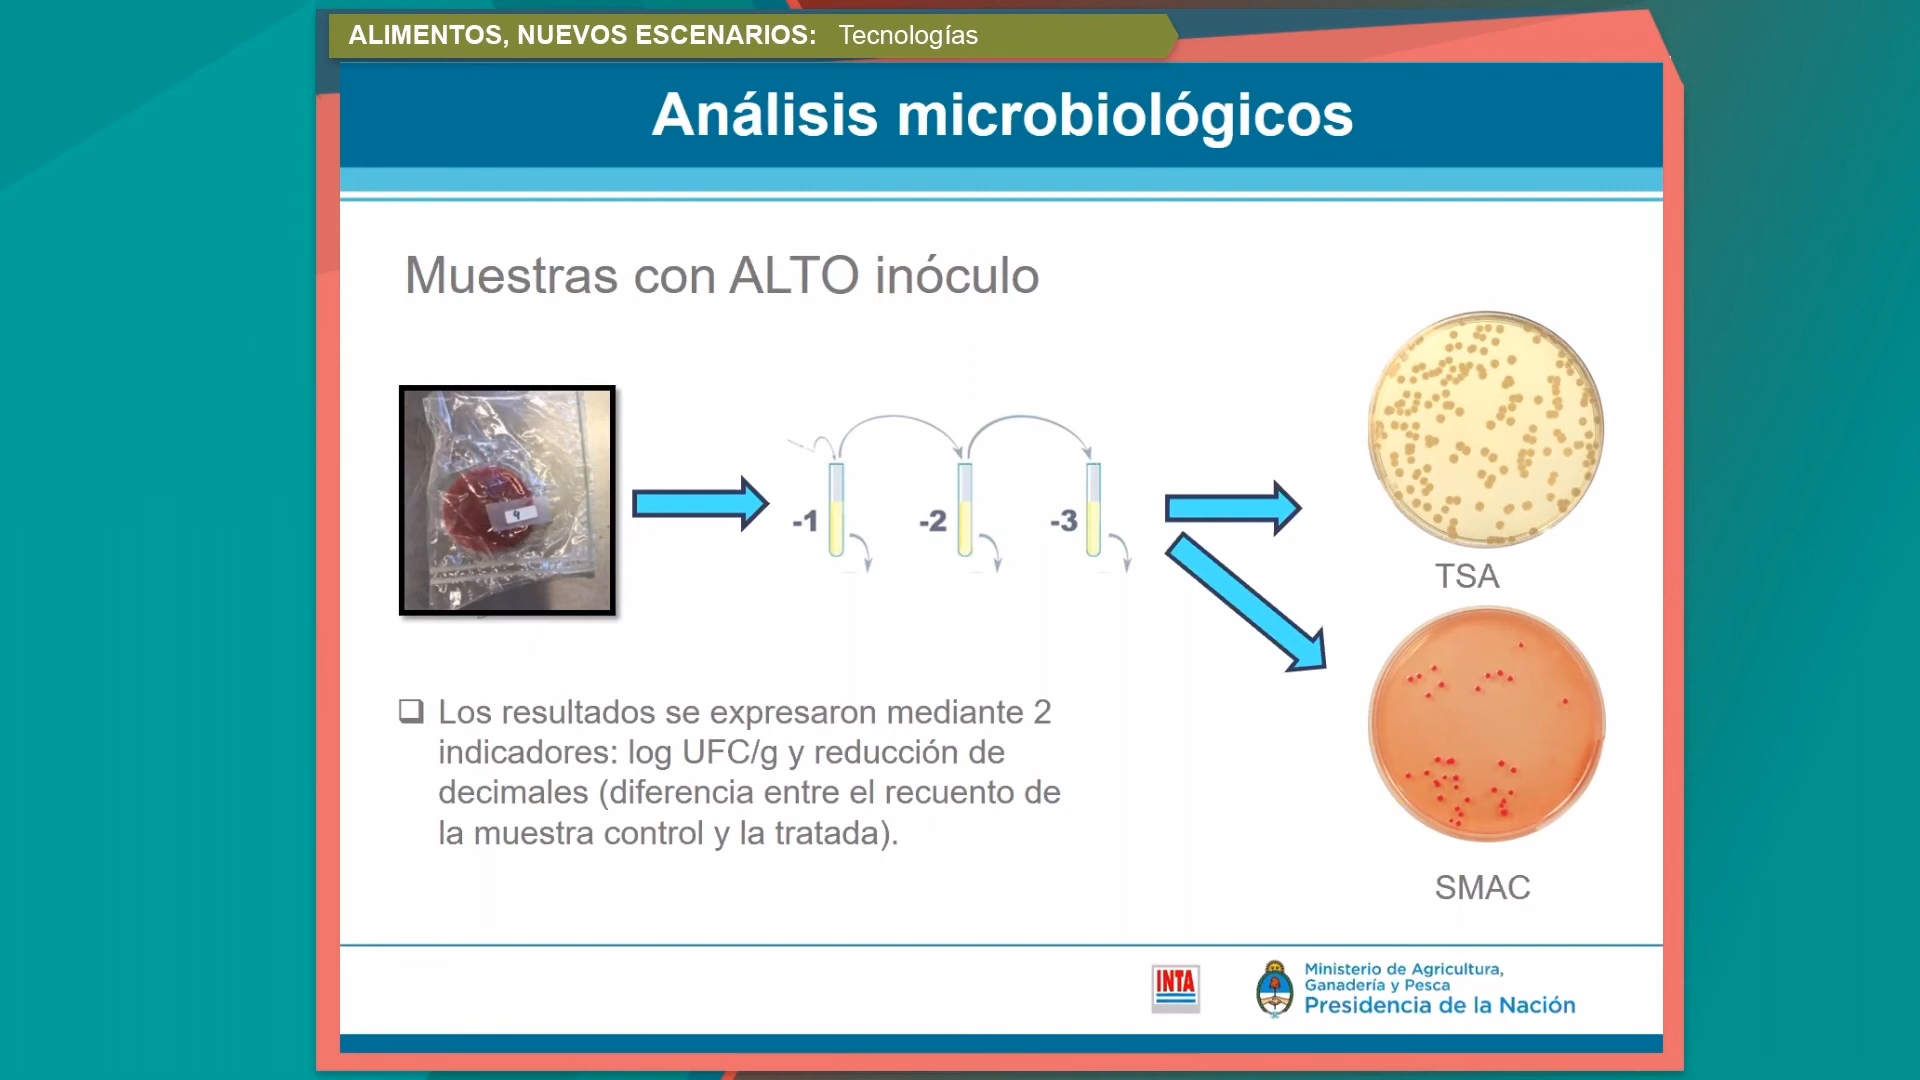 ALIMENTOS, NUEVOS ESCENARIOS: Tecnologías
Análisis microbiológicos
Muestras con ALTO inóculo
4
-1 -2 -3
TSA
❑ Los resultados se expresaron mediante 2
indicadores: log UFC/g y reducción de
decimales (diferencia entre el recuento de
la muestra control y la tratada).
SMAC
INTA
Ministerio de Agricultura,
Ganadería y Pesca
Presidencia de la Nación